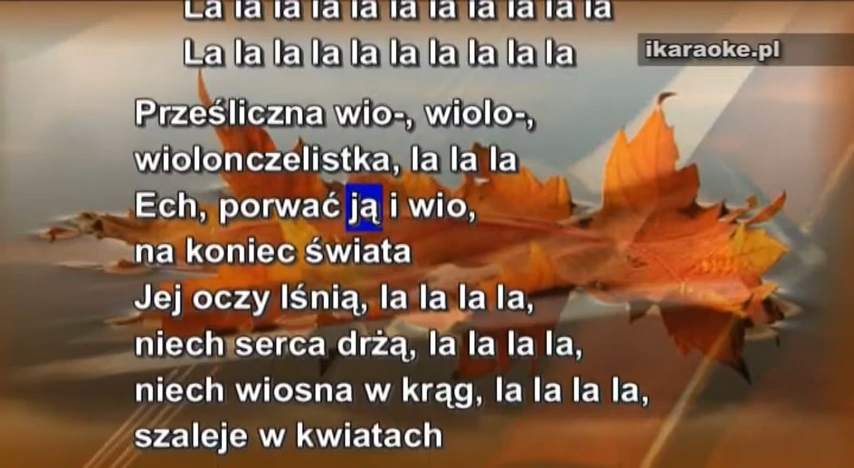 La la la la la la la la la la la
La la la la la la la la la la
ikaraoke.pl
Prześliczna wio-, wiolo-,
wiolonczelistka, la la la
Ech, porwać ją i wio,
na koniec świata
Jej oczy lśnią, la la la la,
niech serca drżą, la la la la,
niech wiosna w krąg, la la la la,
szaleje w kwiatach